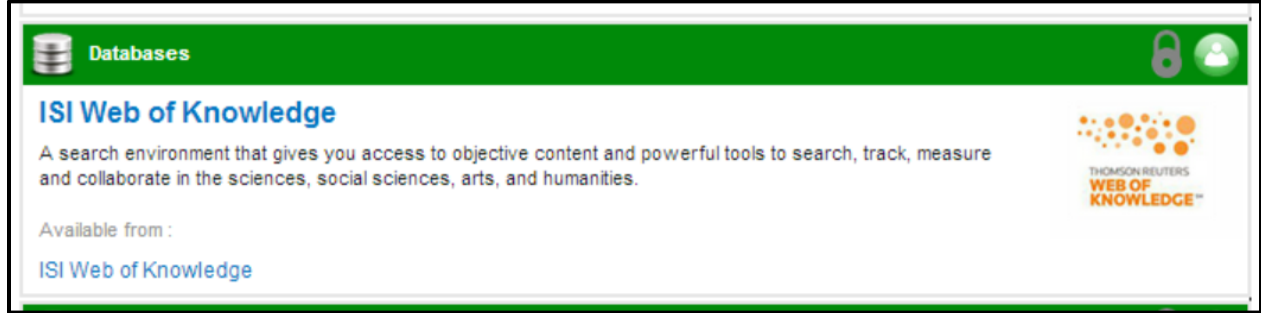 Databases
ISI Web of Knowledge
A search environment that gives you access to objective content and powerful tools to search, track, measure
and collaborate in the sciences, social sciences, arts, and humanities.
THOMSON REUTERS
WEB OF
KNOWLEDGE℠
Available from :
ISI Web of Knowledge